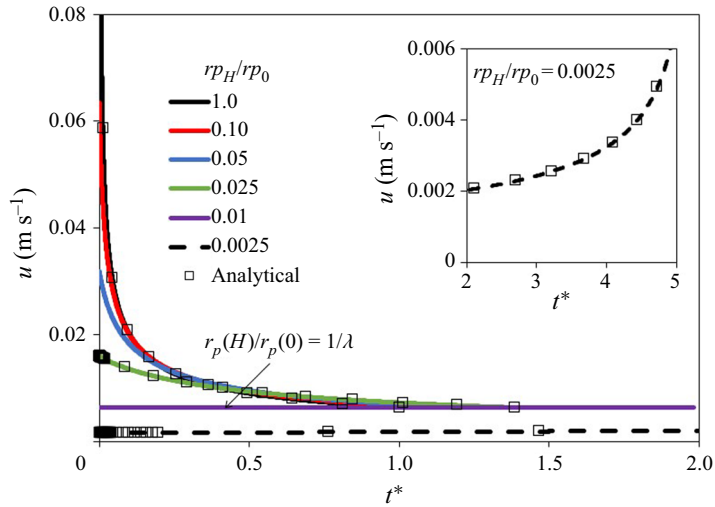 0.08
0.06
0.04
0.02
0
0.5
1.0
1.5
2.0
u (m s⁻¹)
t*
rp_H/rp_0
1.0
0.10
0.05
0.025
0.01
0.0025
Analytical
r_p(H)/r_p(0) = 1/λ
0.006
0.004
0.002
0
2
3
4
5
u (m s⁻¹)
t*
rp_H/rp_0 = 0.0025